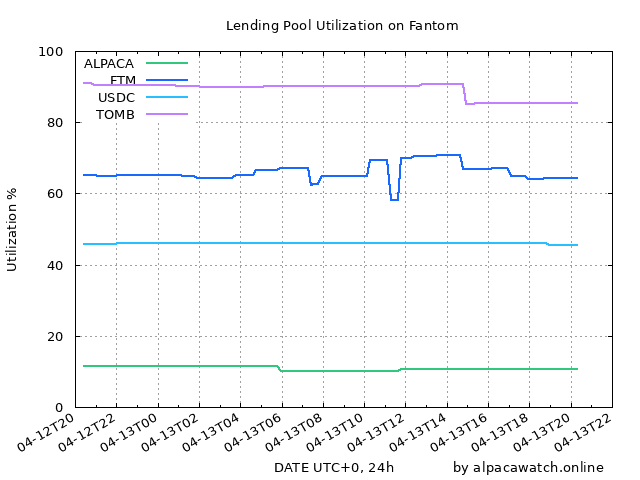 Lending Pool Utilization on Fantom
Utilization %
100
80
60
40
20
0
ALPACA
FTM
USDC
TOMB
04-12T20
04-12T22
04-13T00
04-13T02
04-13T04
04-13T06
04-13T08
04-13T10
04-13T12
04-13T14
04-13T16
04-13T18
04-13T20
04-13T22
DATE UTC+0, 24h by alpacawatch.online